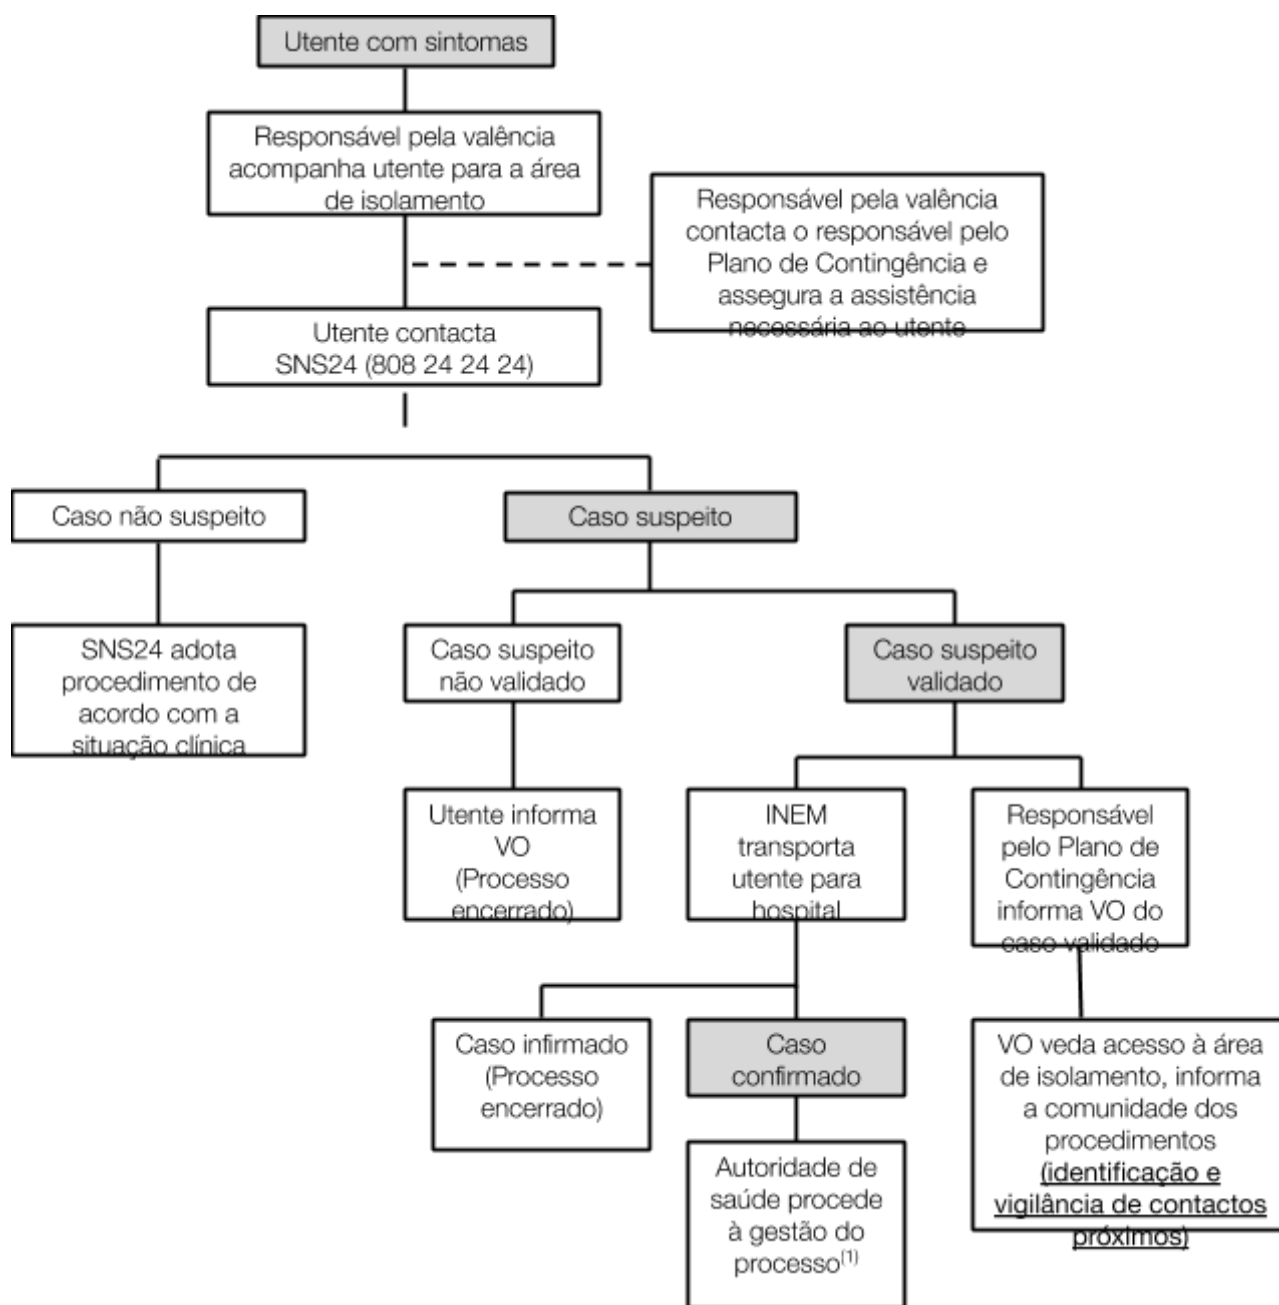 Utente com sintomas
Responsável pela valência
acompanha utente para a área
de isolamento
Responsável pela valência
contacta o responsável pelo
Plano de Contingência e
assegura a assistência
necessária ao utente
Utente contacta
SNS24 (808 24 24 24)
Caso não suspeito
Caso suspeito
SNS24 adota
procedimento de
acordo com a
situação clínica
Caso suspeito
não validado
Caso suspeito
validado
Utente informa
VO
(Processo
encerrado)
INEM
transporta
utente para
hospital
Responsável
pelo Plano de
Contingência
informa VO do
caso validado
Caso infirmado
(Processo
encerrado)
Caso
confirmado
VO veda acesso à área
de isolamento, informa
a comunidade dos
procedimentos
(identificação e
vigilância de contactos
próximos)
Autoridade de
saúde procede
à gestão do
processo(1)